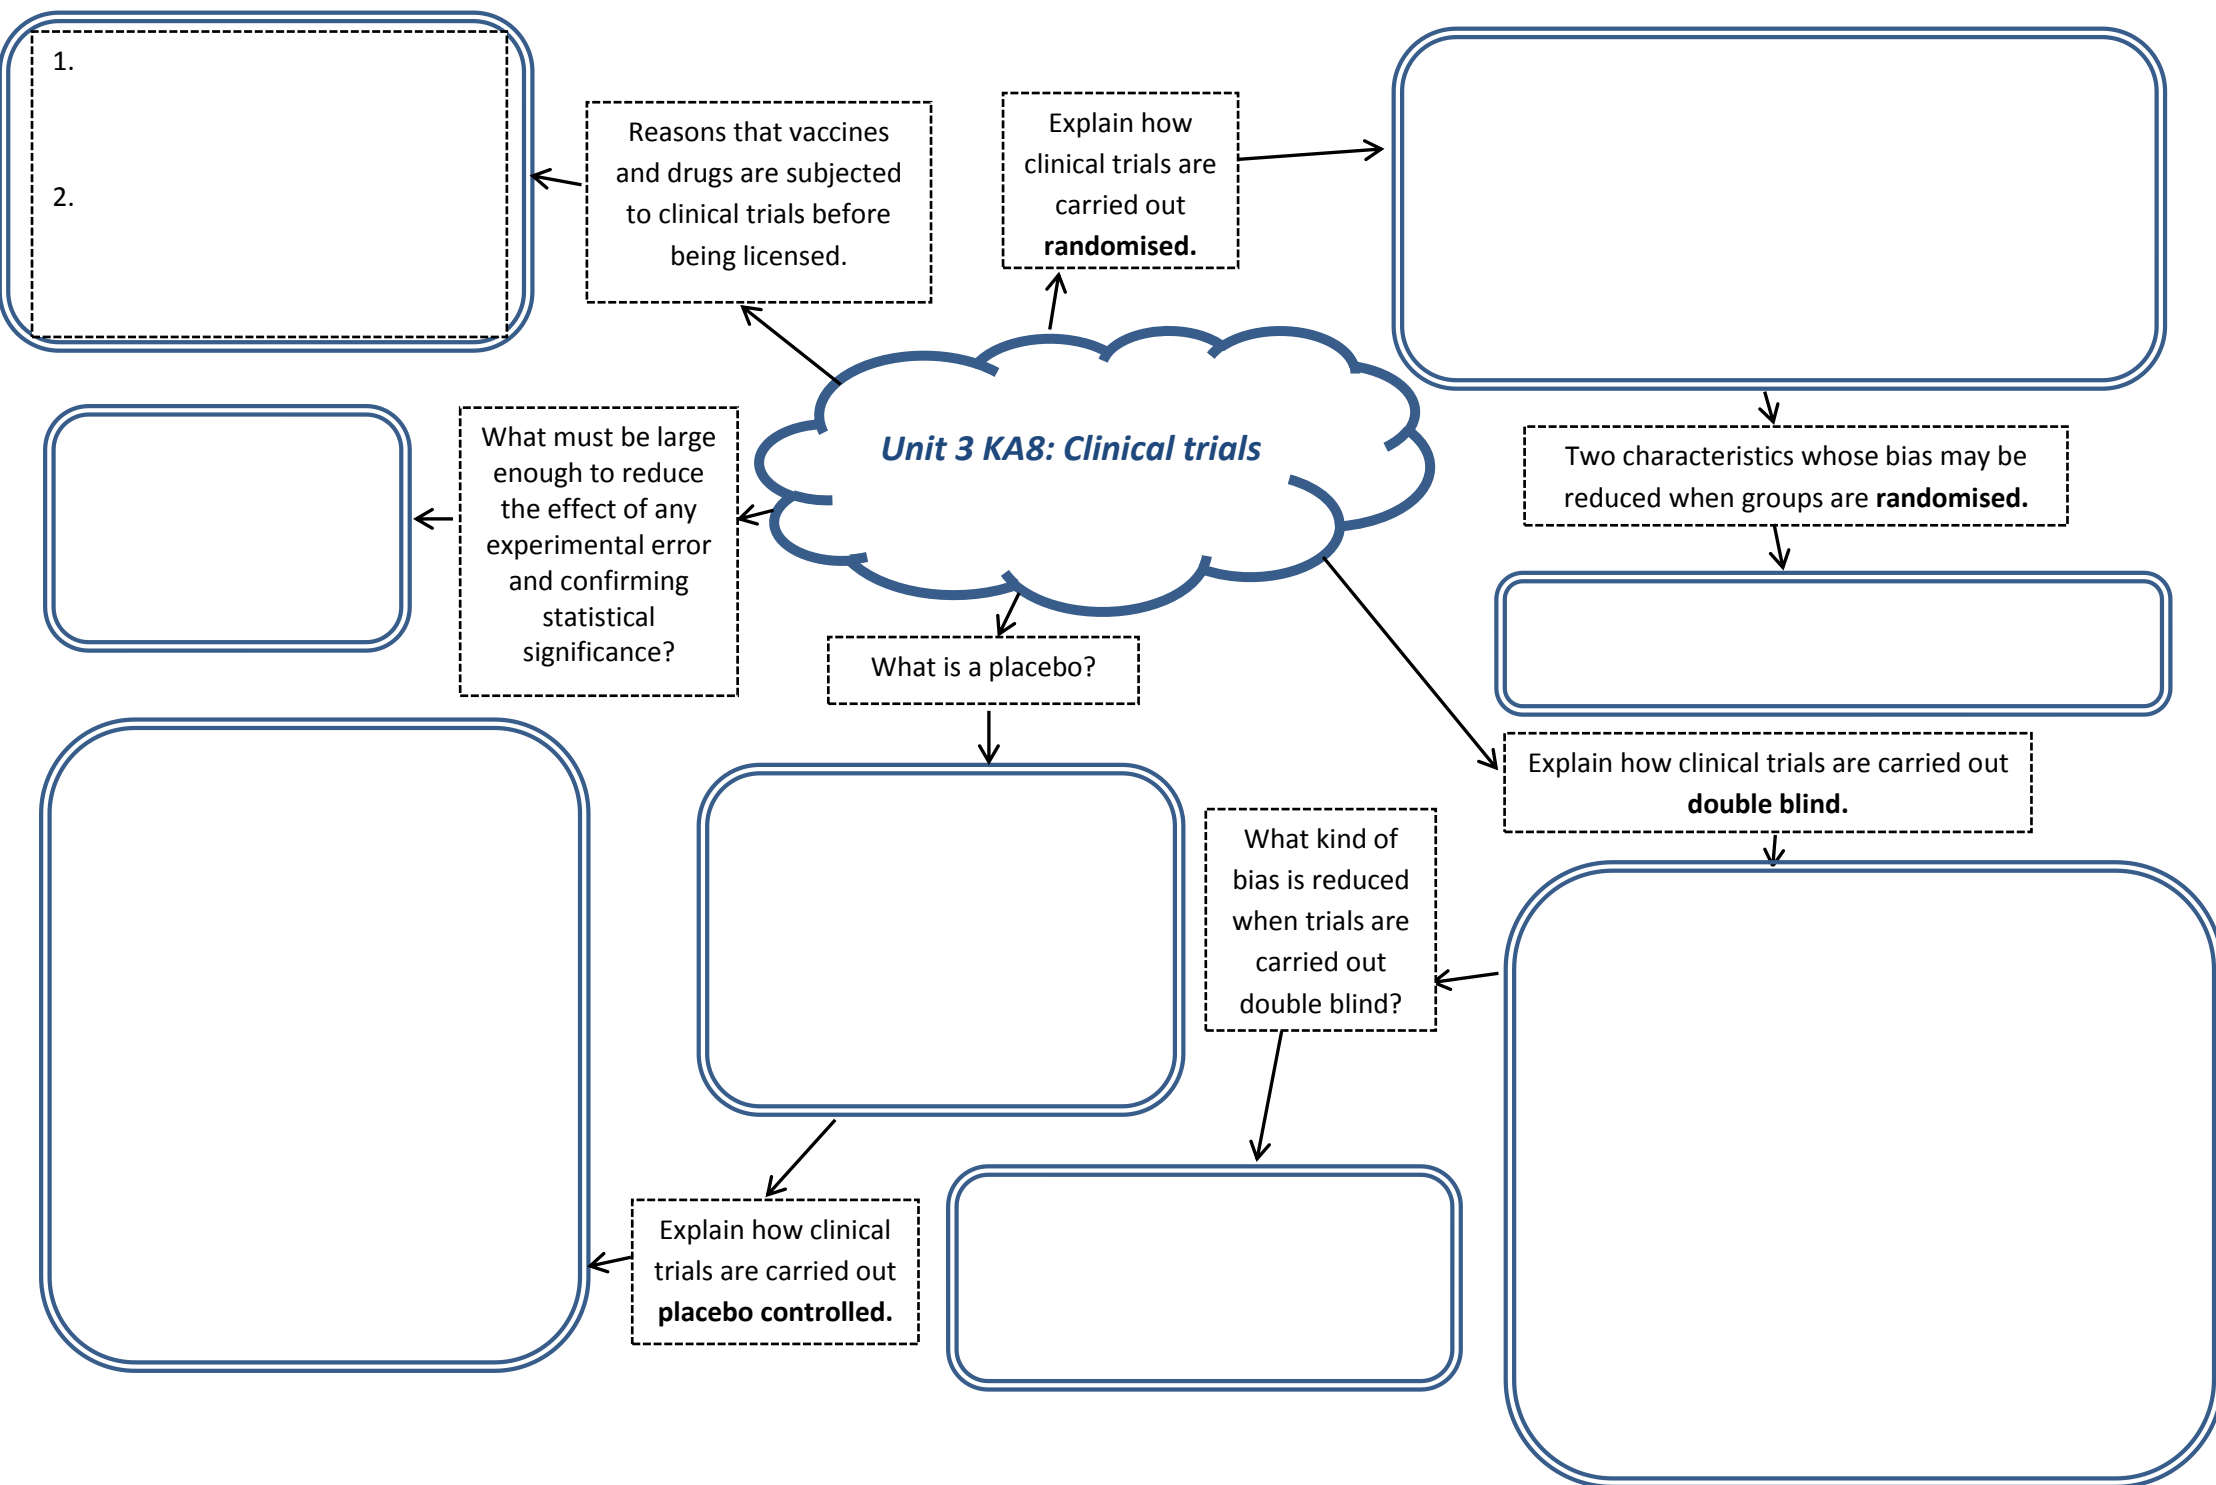 1.
2.
Reasons that vaccines
and drugs are subjected
to clinical trials before
being licensed.
Explain how
clinical trials are
carried out
randomised.
Unit 3 KA8: Clinical trials
What must be large
enough to reduce
the effect of any
experimental error
and confirming
statistical
significance?
Two characteristics whose bias may be
reduced when groups are randomised.
What is a placebo?
Explain how clinical trials are carried out
double blind.
What kind of
bias is reduced
when trials are
carried out
double blind?
Explain how clinical
trials are carried out
placebo controlled.